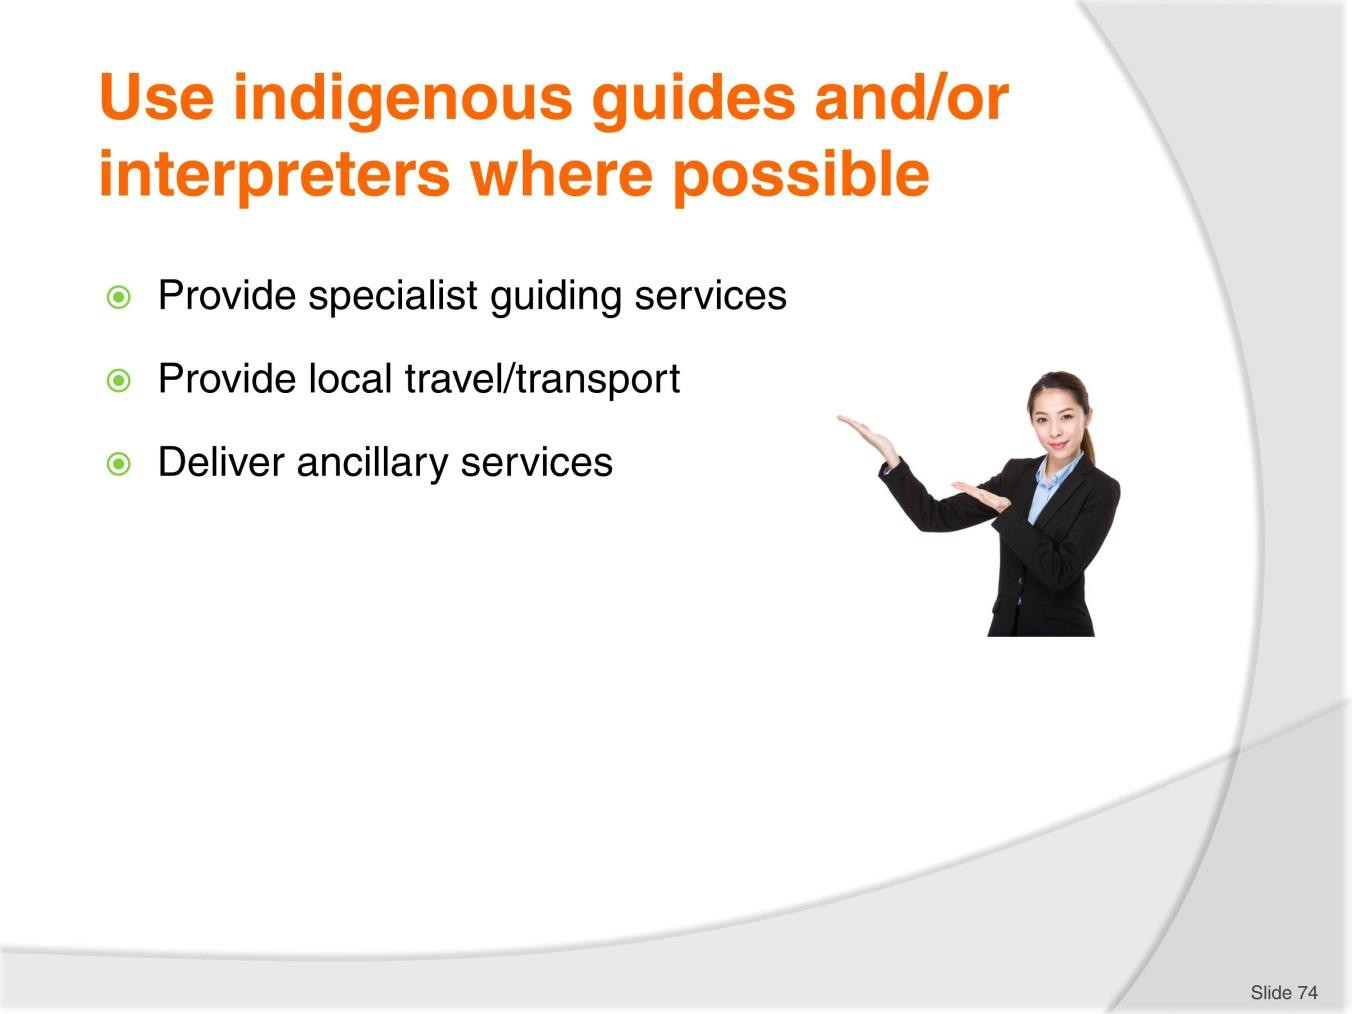 Use indigenous guides and/or
interpreters where possible
Provide specialist guiding services
Provide local travel/transport
Deliver ancillary services
Slide 74